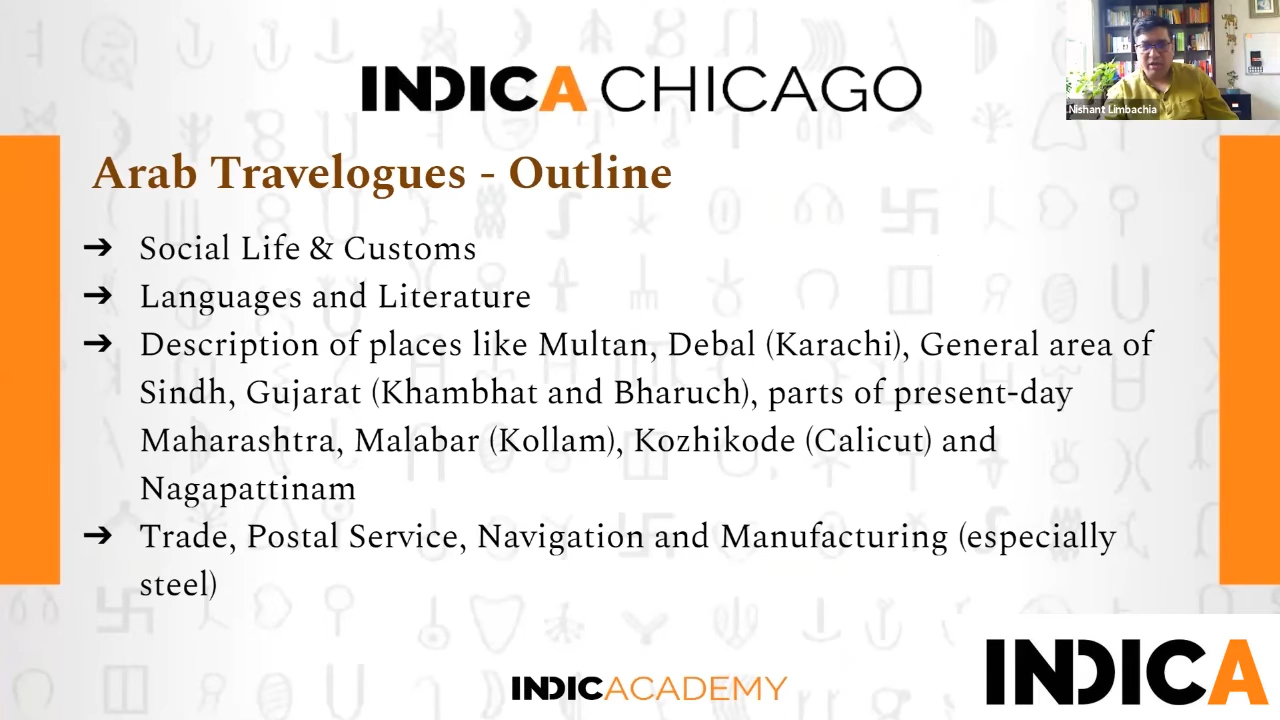 INDICA CHICAGO
Nishant Limbachia
Arab Travelogues - Outline
➔ Social Life & Customs
➔ Languages and Literature
➔ Description of places like Multan, Debal (Karachi), General area of
Sindh, Gujarat (Khambhat and Bharuch), parts of present-day
Maharashtra, Malabar (Kollam), Kozhikode (Calicut) and
Nagapattinam
➔ Trade, Postal Service, Navigation and Manufacturing (especially
steel)
INDICACADEMY
INDICA